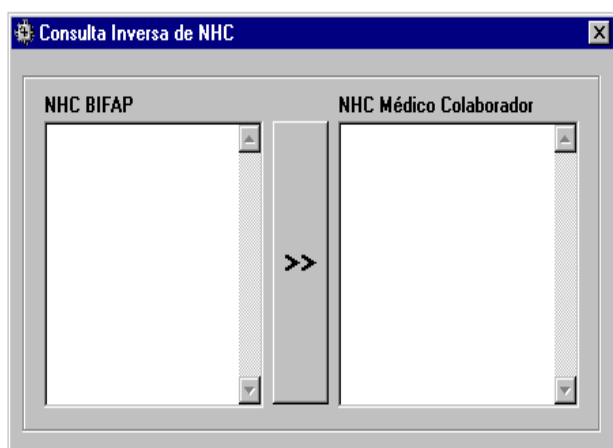 Consulta Inversa de NHC
NHC BIFAP
NHC Médico Colaborador
>>